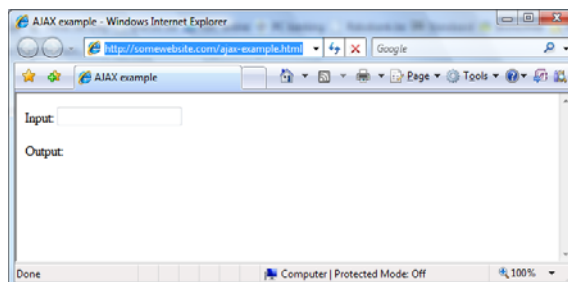 AJAX example - Windows Internet Explorer
http://somewebsite.com/ajax-example.html Google
AJAX example Page Tools
Input:
Output:
Done Computer | Protected Mode: Off 100%